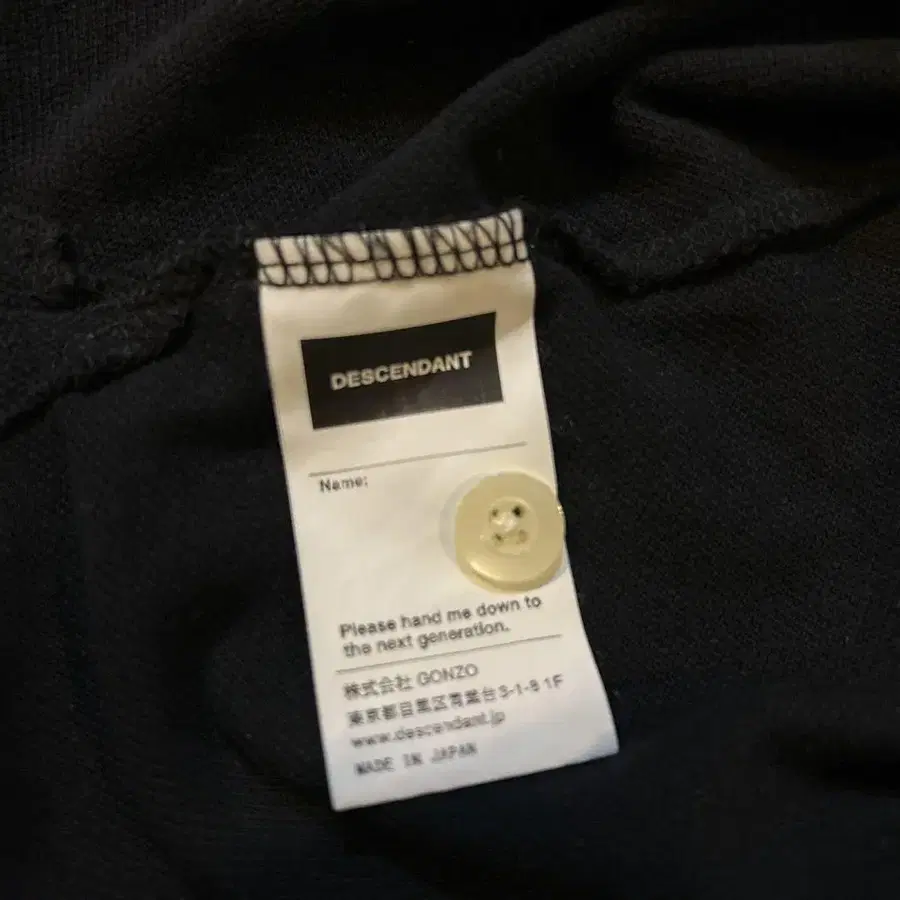 DESCENDANT
Name:
Please hand me down to
the next generation.
株式会社 GONZO
東京都目黒区青葉台3-1-8 1F
www.descendant.jp
MADE IN JAPAN